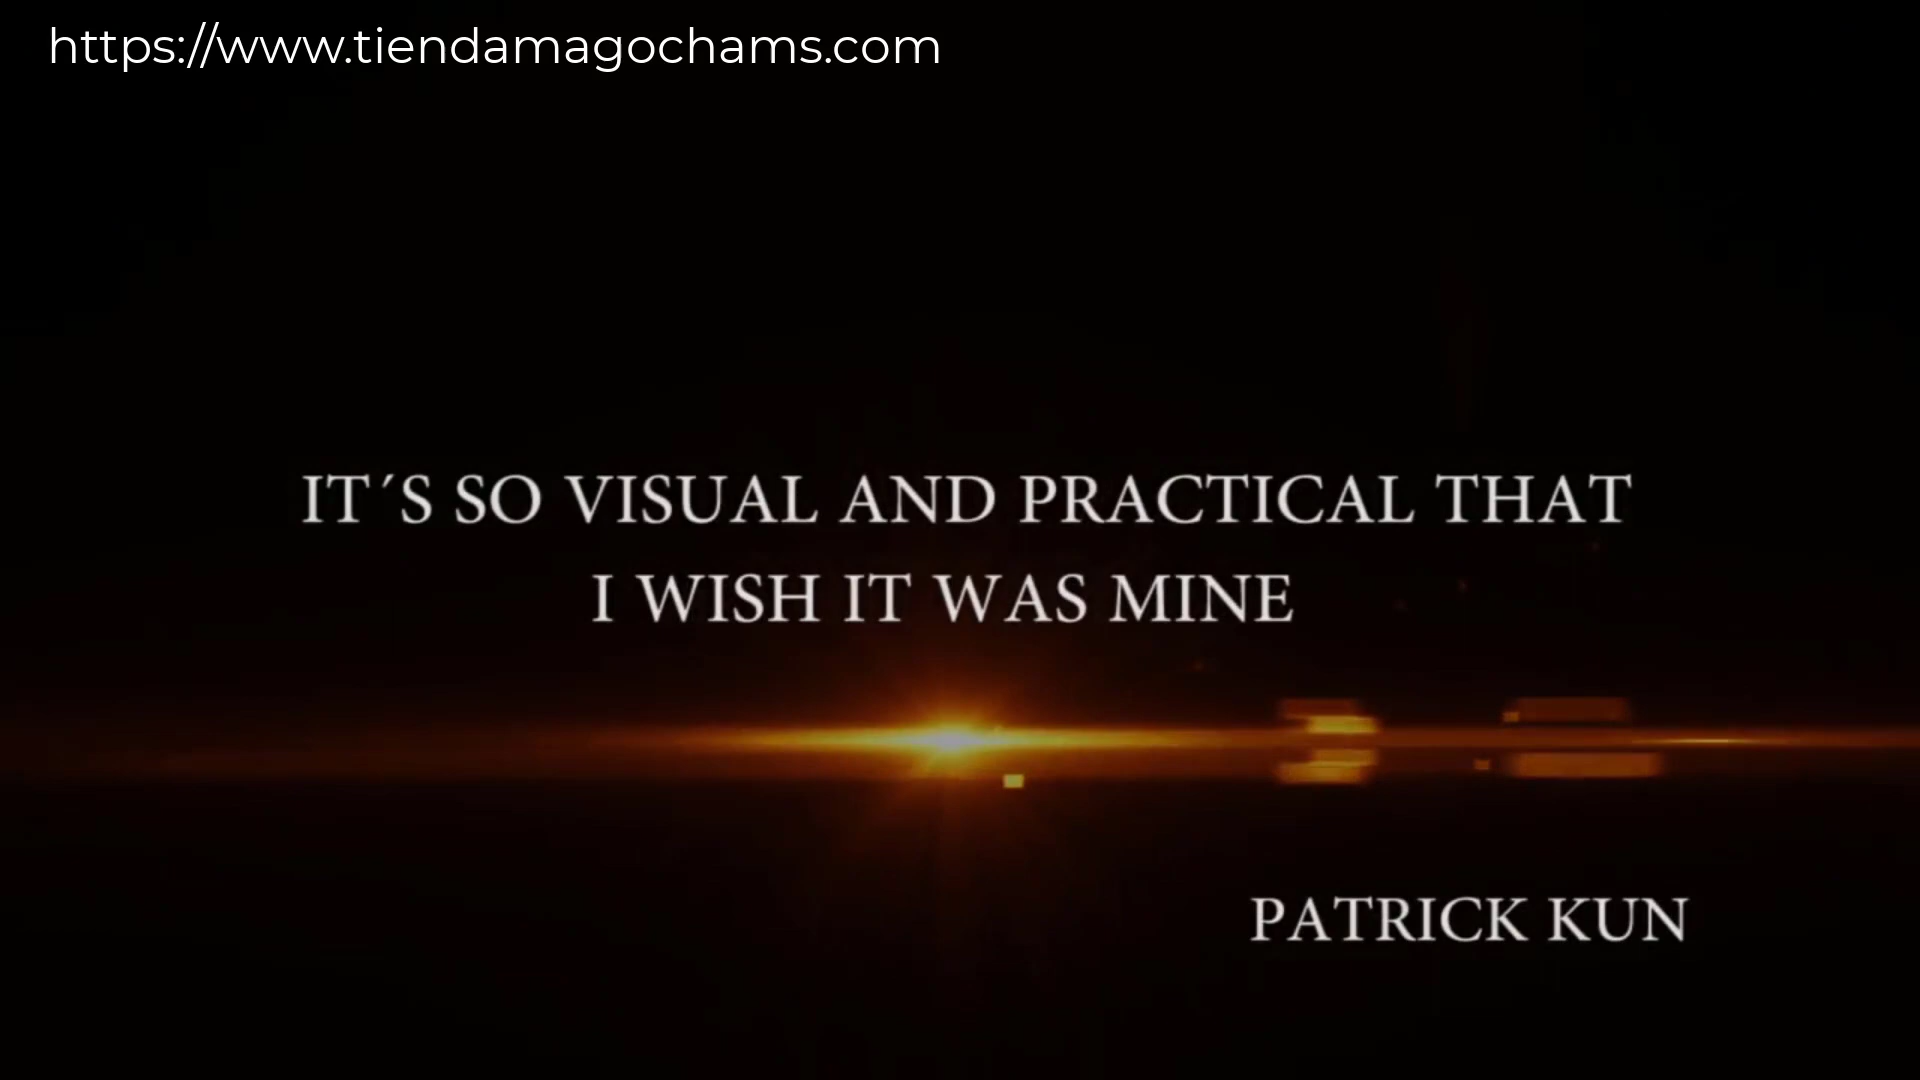 https://www.tiendamagochams.com
IT´S SO VISUAL AND PRACTICAL THAT
I WISH IT WAS MINE
PATRICK KUN